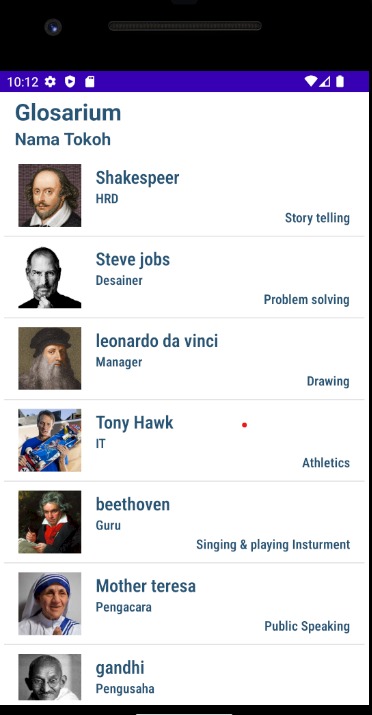 10:12
Glosarium
Nama Tokoh
Shakespeer
HRD
Story telling
Steve jobs
Desainer
Problem solving
leonardo da vinci
Manager
Drawing
Tony Hawk
IT
Athletics
beethoven
Guru
Singing & playing Insturment
Mother teresa
Pengacara
Public Speaking
gandhi
Pengusaha